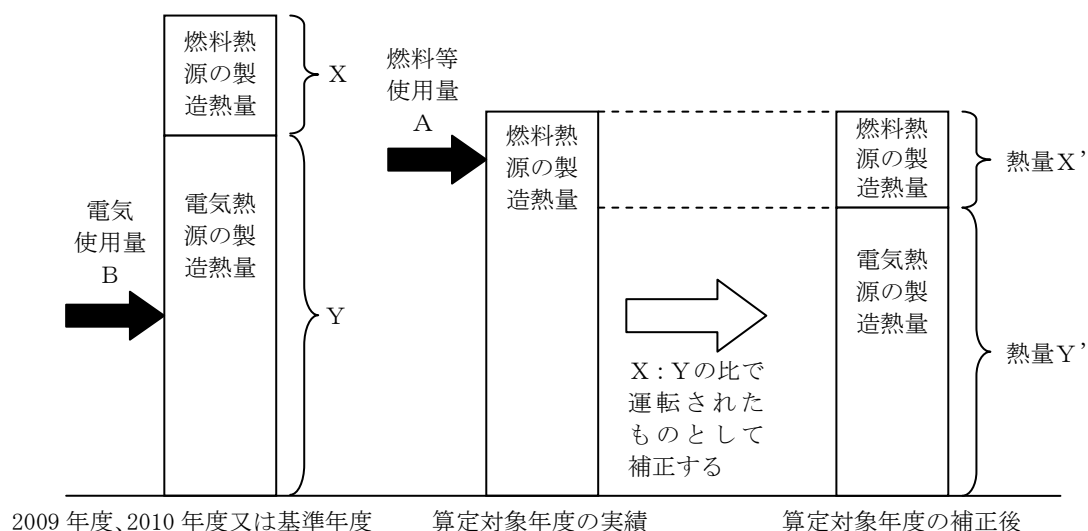 燃料熱
源の製
造熱量
X
電気
使用量
B
電気熱
源の製
造熱量
Y
燃料等
使用量
A
燃料熱
源の製
造熱量
X:Yの比で
運転された
ものとして
補正する
燃料熱
源の製
造熱量
熱量X’
電気熱
源の製
造熱量
熱量Y’
2009 年度、2010 年度又は基準年度
算定対象年度の実績
算定対象年度の補正後